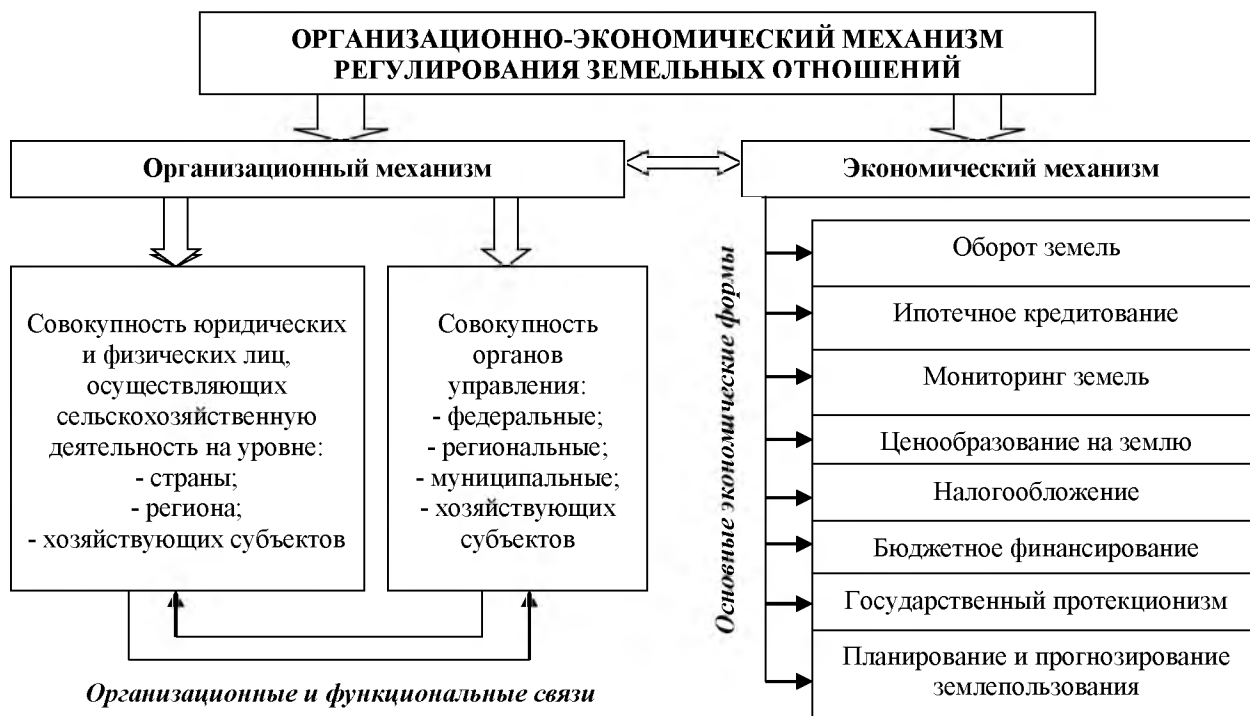 ОРГАНИЗАЦИОННО-ЭКОНОМИЧЕСКИЙ МЕХАНИЗМ
РЕГУЛИРОВАНИЯ ЗЕМЕЛЬНЫХ ОТНОШЕНИЙ
Организационный механизм
Экономический механизм
Совокупность юридических
и физических лиц,
осуществляющих
сельскохозяйственную
деятельность на уровне:
- страны;
- региона;
- хозяйствующих субъектов
Совокупность
органов
управления:
- федеральные;
- региональные;
- муниципальные;
- хозяйствующих
субъектов
Организационные и функциональные связи
Основные экономические формы
Оборот земель
Ипотечное кредитование
Мониторинг земель
Ценообразование на землю
Налогообложение
Бюджетное финансирование
Государственный протекционизм
Планирование и прогнозирование
землепользования